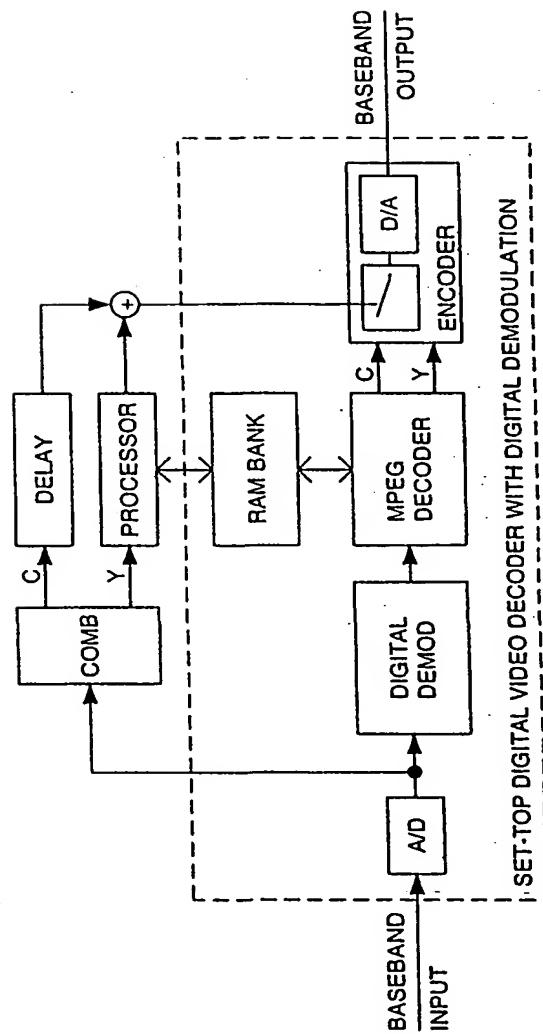 BASEBAND
INPUT
A/D
COMB
C
Y
DELAY
PROCESSOR
+
RAM BANK
DIGITAL
DEMOD
MPEG
DECODER
C
Y
D/A
ENCODER
BASEBAND
OUTPUT
SET-TOP DIGITAL VIDEO DECODER WITH DIGITAL DEMODULATION